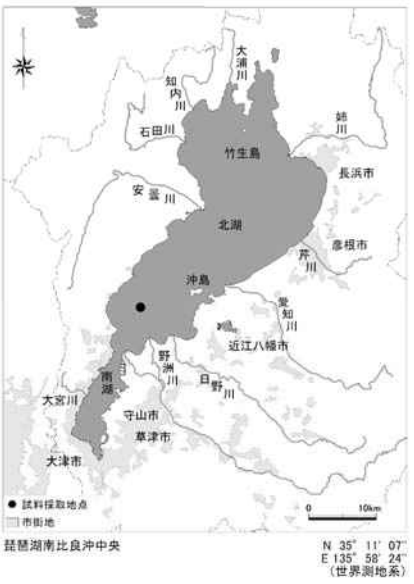 大浦川
知内川
石田川
姉川
竹生島
長浜市
安曇川
北湖
彦根市
芹川
沖島
愛知川
近江八幡市
野洲川
日野川
南湖
大宮川
守山市
草津市
大津市
● 試料採取地点
市街地
0 10km
琵琶湖南比良沖中央
N 35° 11' 07"
E 135° 58' 24"
(世界測地系)